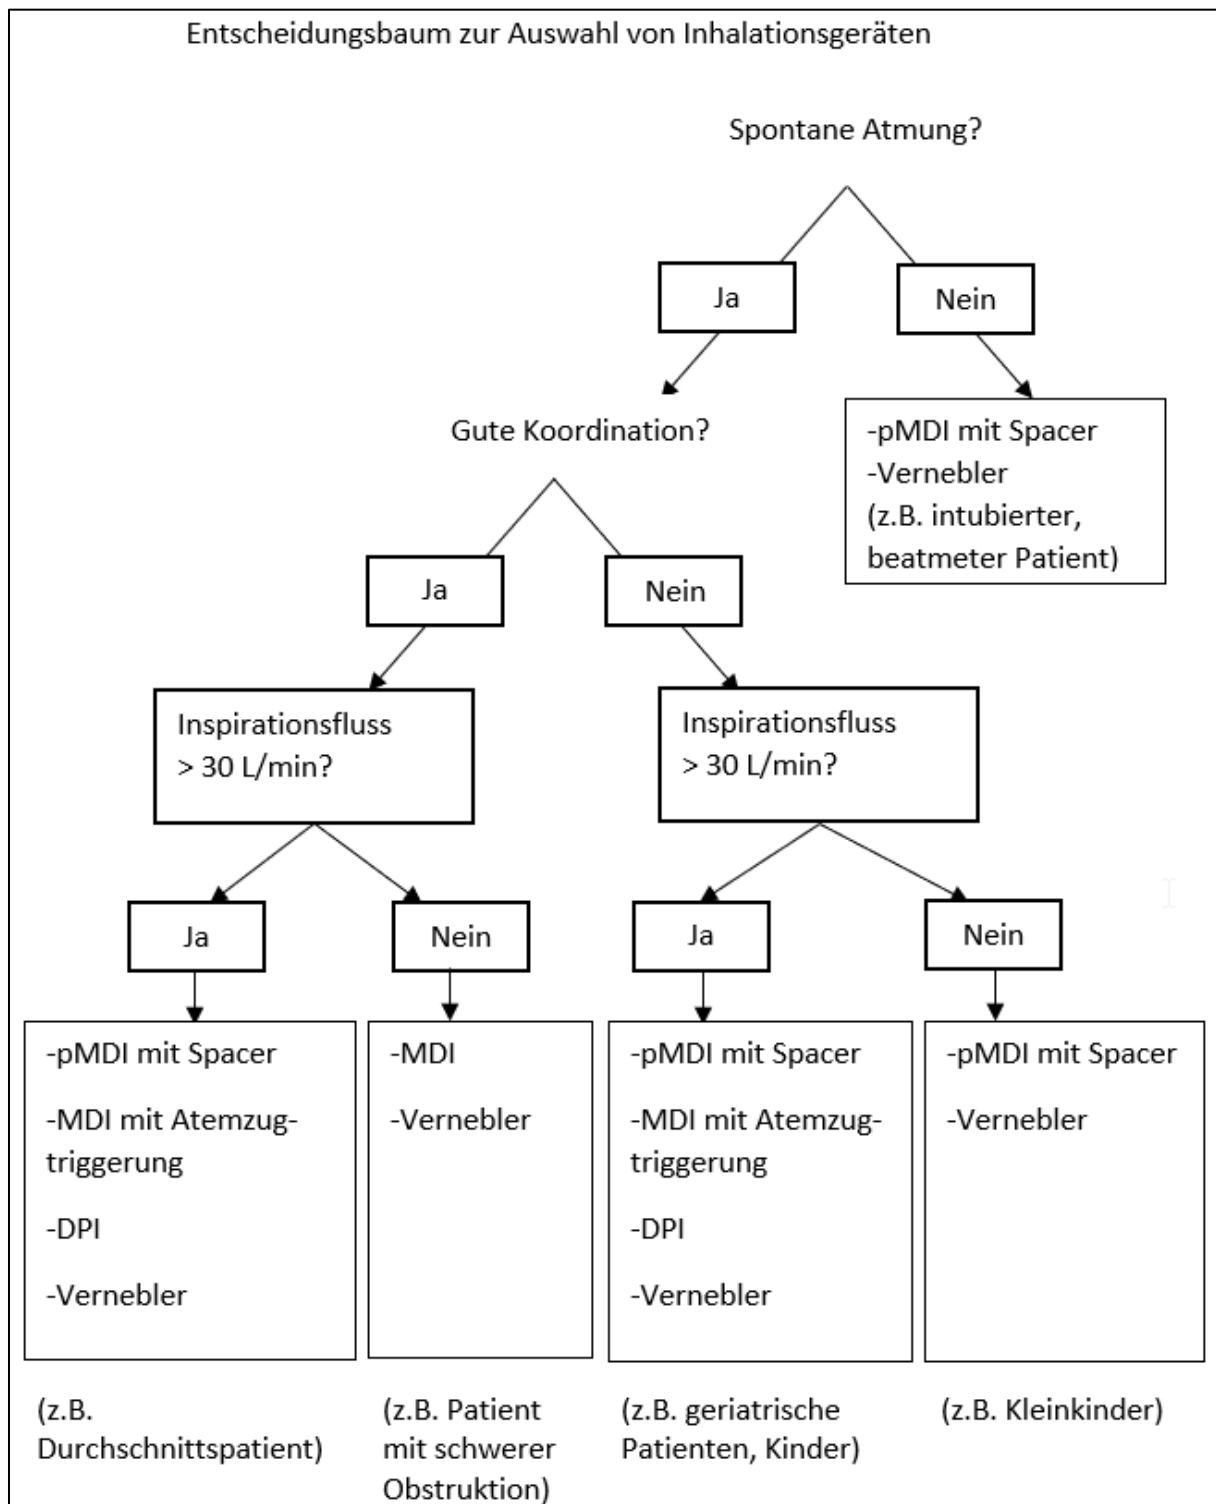 Entscheidungsbaum zur Auswahl von Inhalationsgeräten
Spontane Atmung?
Ja
Nein
Gute Koordination?
-pMDI mit Spacer
-Vernebler
(z.B. intubierter,
beatmeter Patient)
Ja
Nein
Inspirationsfluss
> 30 L/min?
Inspirationsfluss
> 30 L/min?
Ja
Nein
Ja
Nein
-pMDI mit Spacer
-MDI mit Atemzug-
triggerung
-DPI
-Vernebler
-MDI
-Vernebler
-pMDI mit Spacer
-MDI mit Atemzug-
triggerung
-DPI
-Vernebler
-pMDI mit Spacer
-Vernebler
(z.B.
Durchschnittspatient)
(z.B. Patient
mit schwerer
Obstruktion)
(z.B. geriatrische
Patienten, Kinder)
(z.B. Kleinkinder)